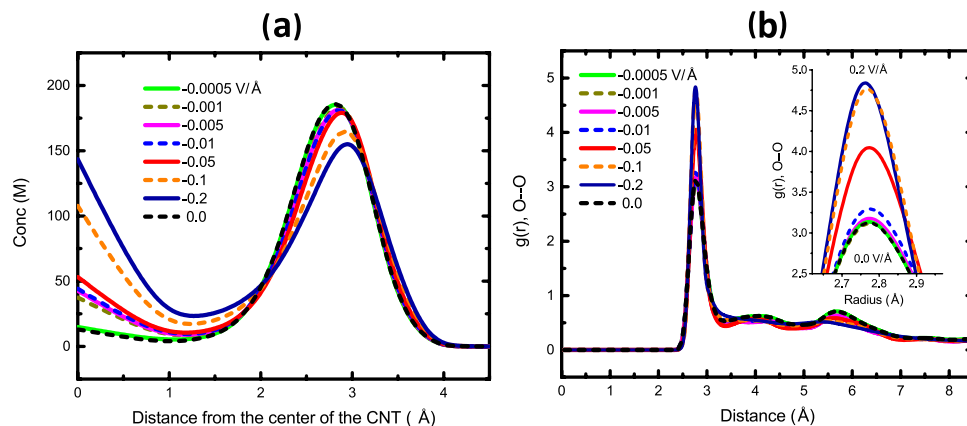 (a)
200
150
100
50
0
Conc (M)
-0.0005 V/Å
-0.001
-0.005
-0.01
-0.05
-0.1
-0.2
0.0
0 1 2 3 4
Distance from the center of the CNT ( Å)
(b)
5
4
3
2
1
0
g(r), O--O
-0.0005 V/Å
-0.001
-0.005
-0.01
-0.05
-0.1
-0.2
0.0
0.2 V/Å
5.0
4.5
4.0
3.5
3.0
2.5
g(r), O--O
0.0 V/Å
2.7 2.8 2.9
Radius (Å)
0 1 2 3 4 5 6 7 8
Distance (Å)